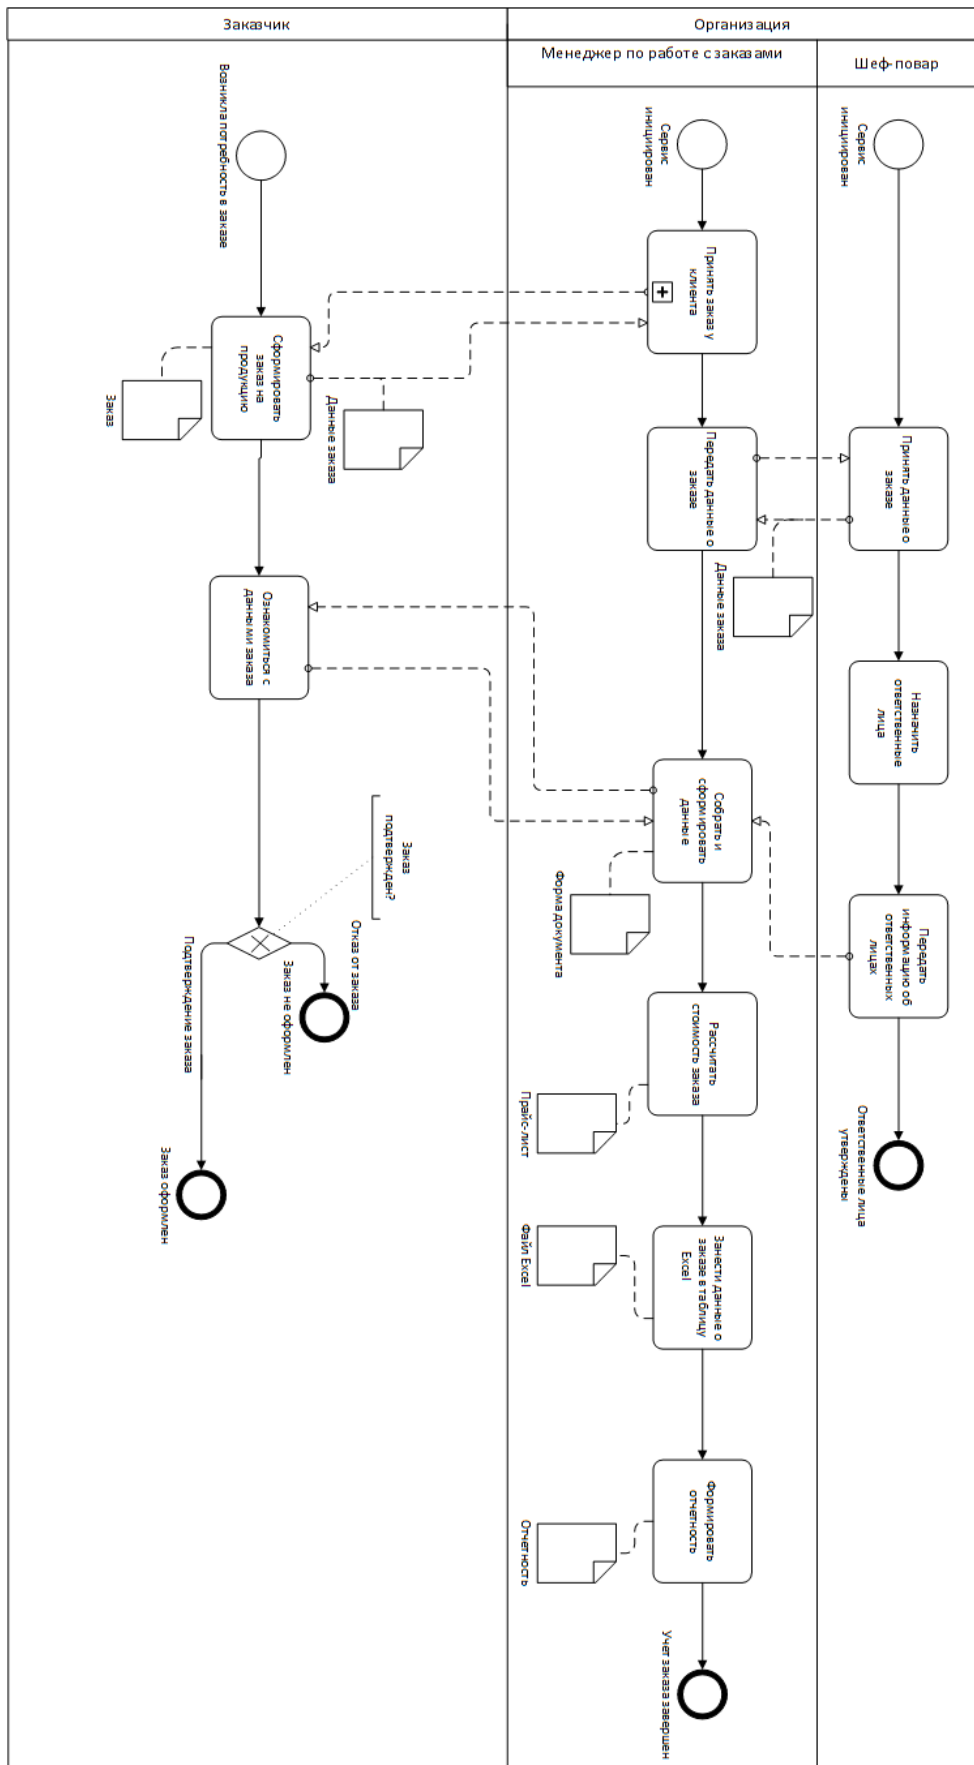 Заказчик
Организация
Менеджер по работе с заказами
Шеф-повар
Возникла потребность в заказе
Сформировать
заказ на
продукцию
Заказ
Данные заказа
Ознакомиться с
данными заказа
Заказ
подтвержден?
Отказ от заказа
Заказ не оформлен
Подтверждение заказа
Заказ оформлен
Сервис
инициирован
Принять заказ у
клиента
Передать данные о
заказе
Данные заказа
Собрать и
сформировать
данные
Форма документа
Рассчитать
стоимость заказа
Прайс-лист
Занести данные о
заказе в таблицу
Excel
Файл Excel
Формировать
отчетность
Отчетность
Учет заказа завершен
Сервис
инициирован
Принять данные о
заказе
Назначить
ответственные
лица
Передать
информацию об
ответственных
лицах
Ответственные лица
утверждены